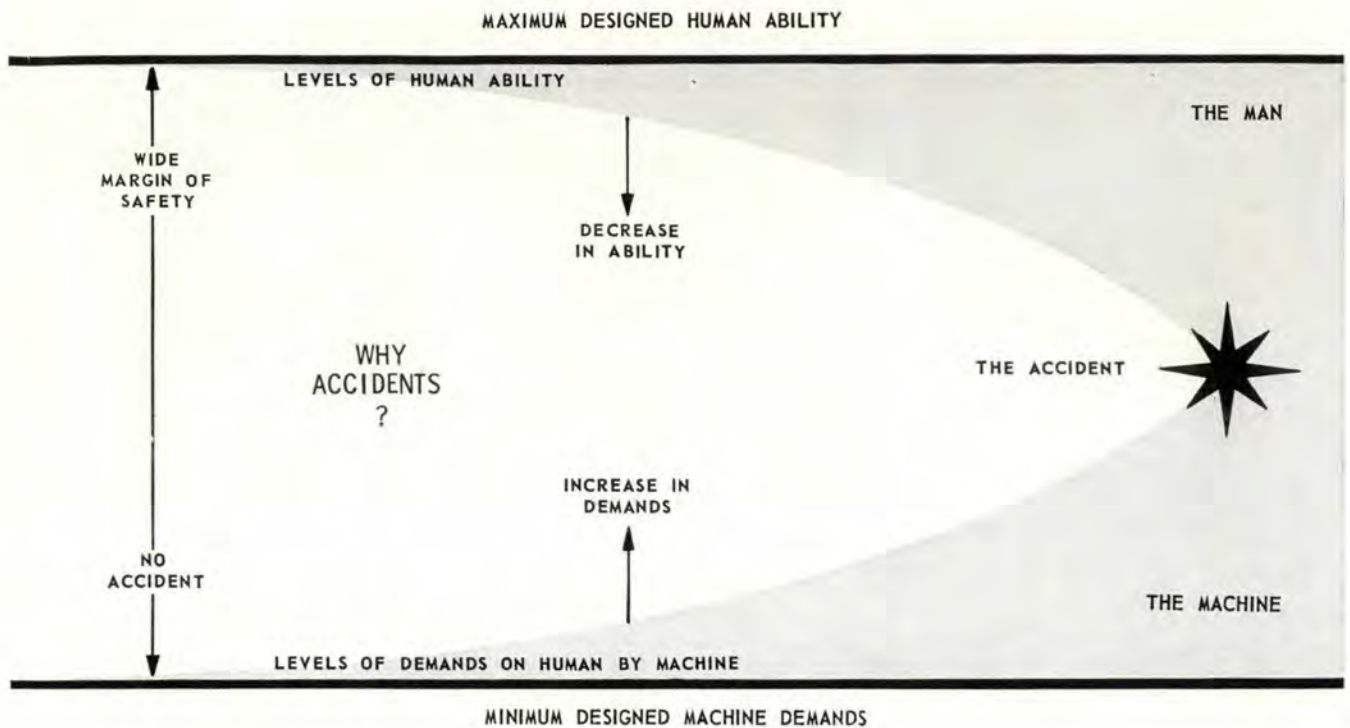 MAXIMUM DESIGNED HUMAN ABILITY
LEVELS OF HUMAN ABILITY
THE MAN
WIDE
MARGIN OF
SAFETY
DECREASE
IN ABILITY
WHY
ACCIDENTS
?
THE ACCIDENT
INCREASE IN
DEMANDS
NO
ACCIDENT
THE MACHINE
LEVELS OF DEMANDS ON HUMAN BY MACHINE
MINIMUM DESIGNED MACHINE DEMANDS